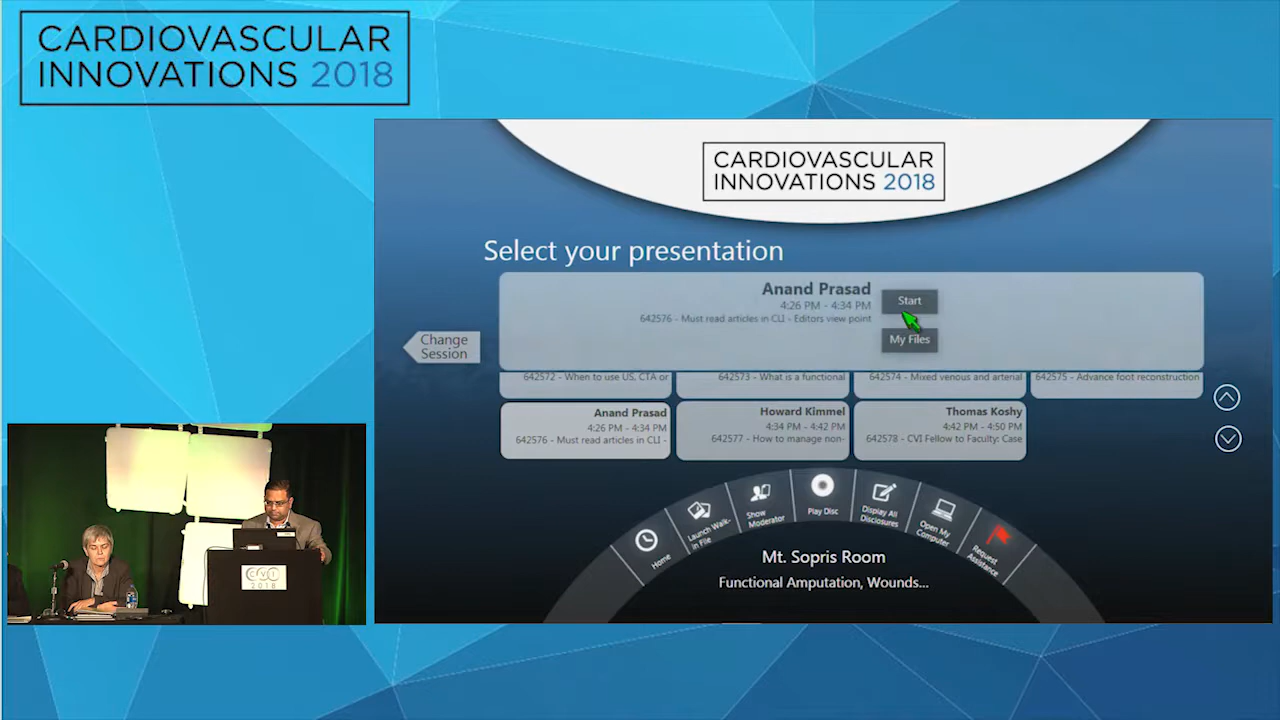 CARDIOVASCULAR
INNOVATIONS 2018
CARDIOVASCULAR
INNOVATIONS 2018
Select your presentation
Anand Prasad
4:26 PM - 4:34 PM
642576 - Must read articles in CLI - Editors view point
Start
My Files
Change
Session
642572 - When to use US, CTA or
642573 - What is a functional
642574 - Mixed venous and arterial
642575 - Advance foot reconstruction
Anand Prasad
4:26 PM - 4:34 PM
642576 - Must read articles in CLI -
Howard Kimmel
4:34 PM - 4:42 PM
642577 - How to manage non-
Thomas Koshy
4:42 PM - 4:50 PM
642578 - CVI Fellow to Faculty: Case
Home
Launch Walk-
in File
Show
Moderator
Play Disc
Display All
Disclosures
Open My
Computer
Request
Assistance
Mt. Sopris Room
Functional Amputation, Wounds...
CVI
2018